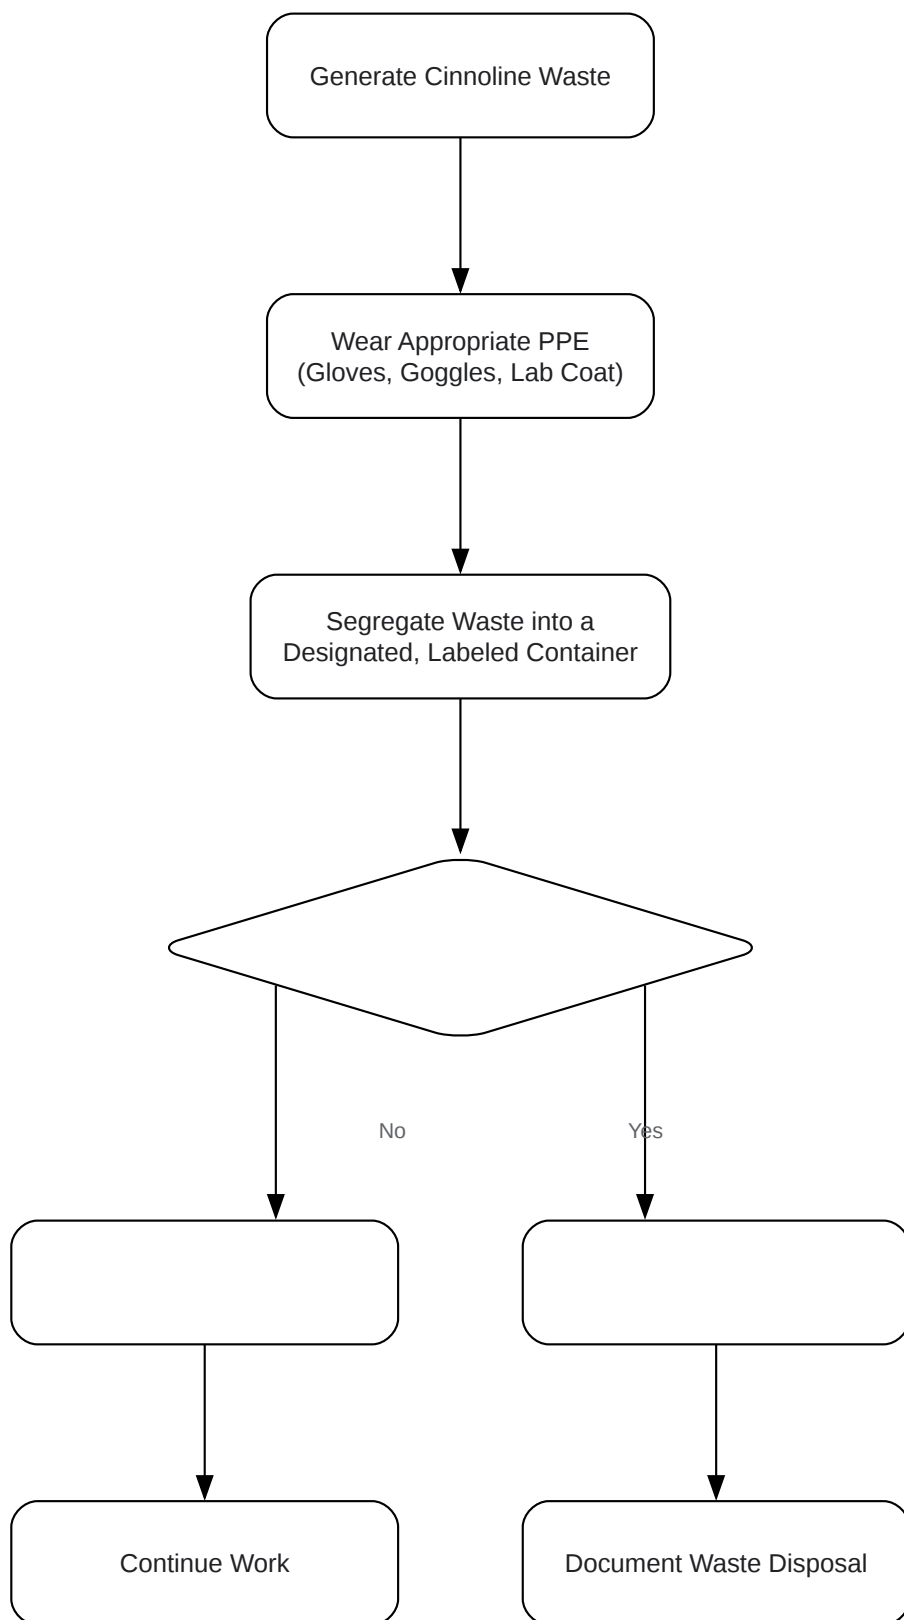 Generate Cinnoline Waste
Wear Appropriate PPE
(Gloves, Goggles, Lab Coat)
Segregate Waste into a
Designated, Labeled Container
No
Yes
Continue Work
Document Waste Disposal